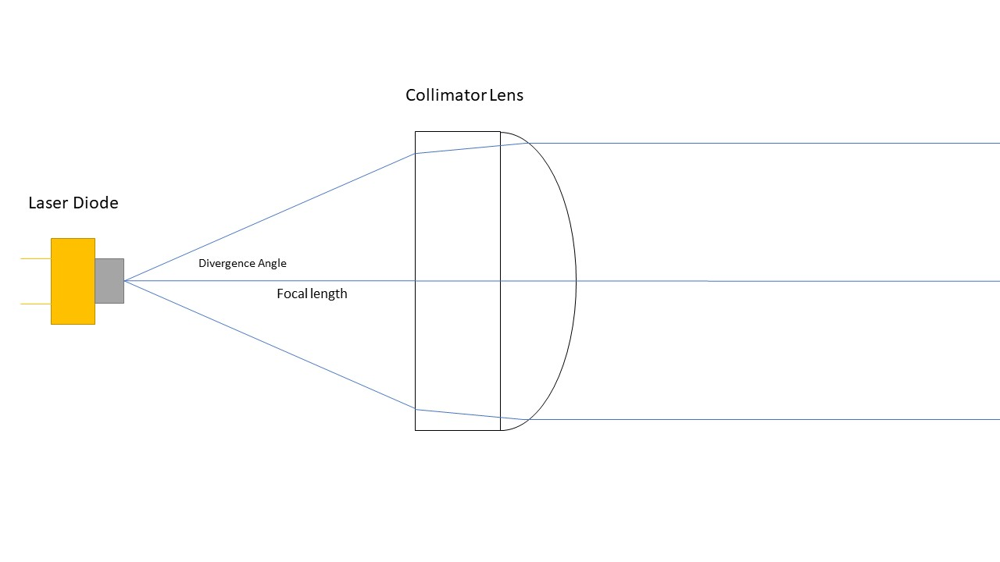 Collimator Lens
Laser Diode
Divergence Angle
Focal length